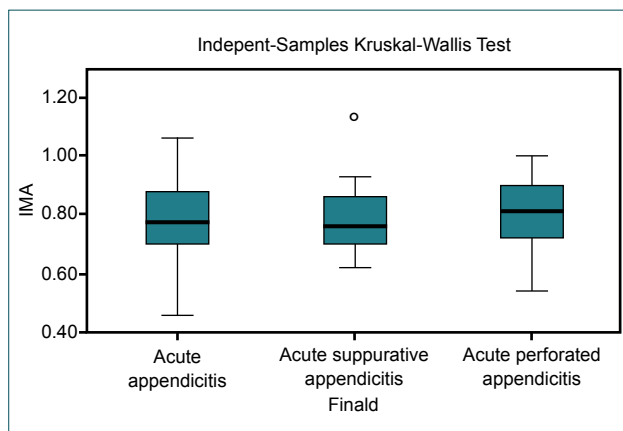 Indepent-Samples Kruskal-Wallis Test
1.20
1.00
0.80
0.60
0.40
IMA
Acute
appendicitis
Acute suppurative
appendicitis
Acute perforated
appendicitis
Finald